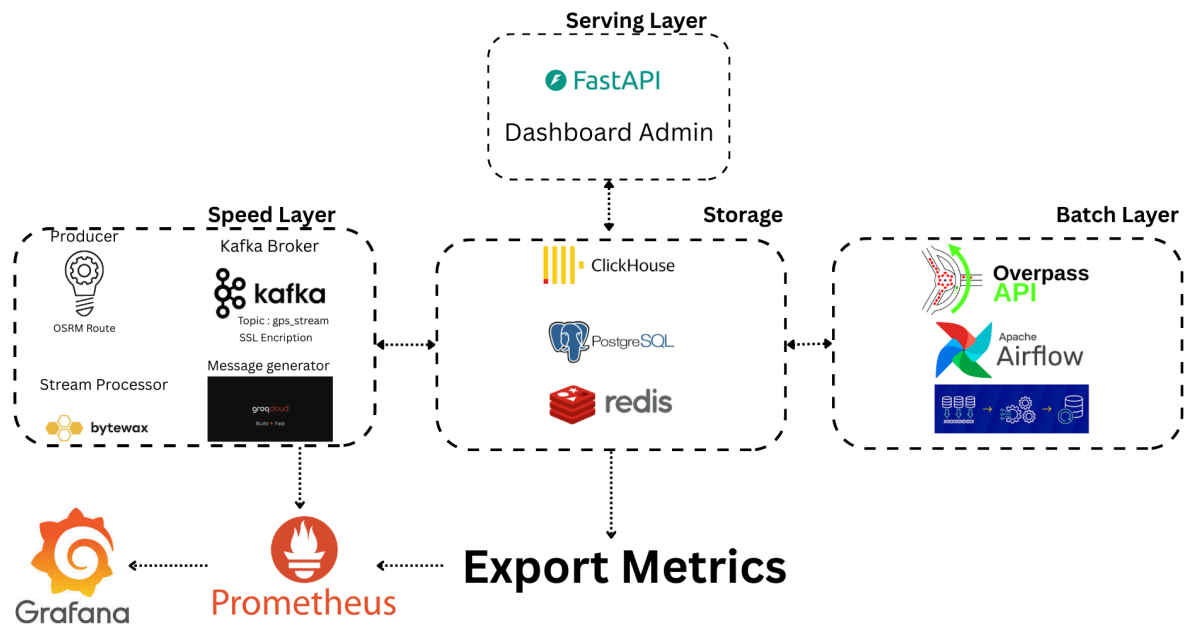 Serving Layer
FastAPI
Dashboard Admin
Speed Layer
Producer
OSRM Route
Kafka Broker
kafka
Topic : gps_stream
SSL Encription
Stream Processor
bytewax
Message generator
groqcloud
Build + Fast
Storage
ClickHouse
PostgreSQL
redis
Batch Layer
Overpass
API
Apache
Airflow
Grafana
Prometheus
Export Metrics